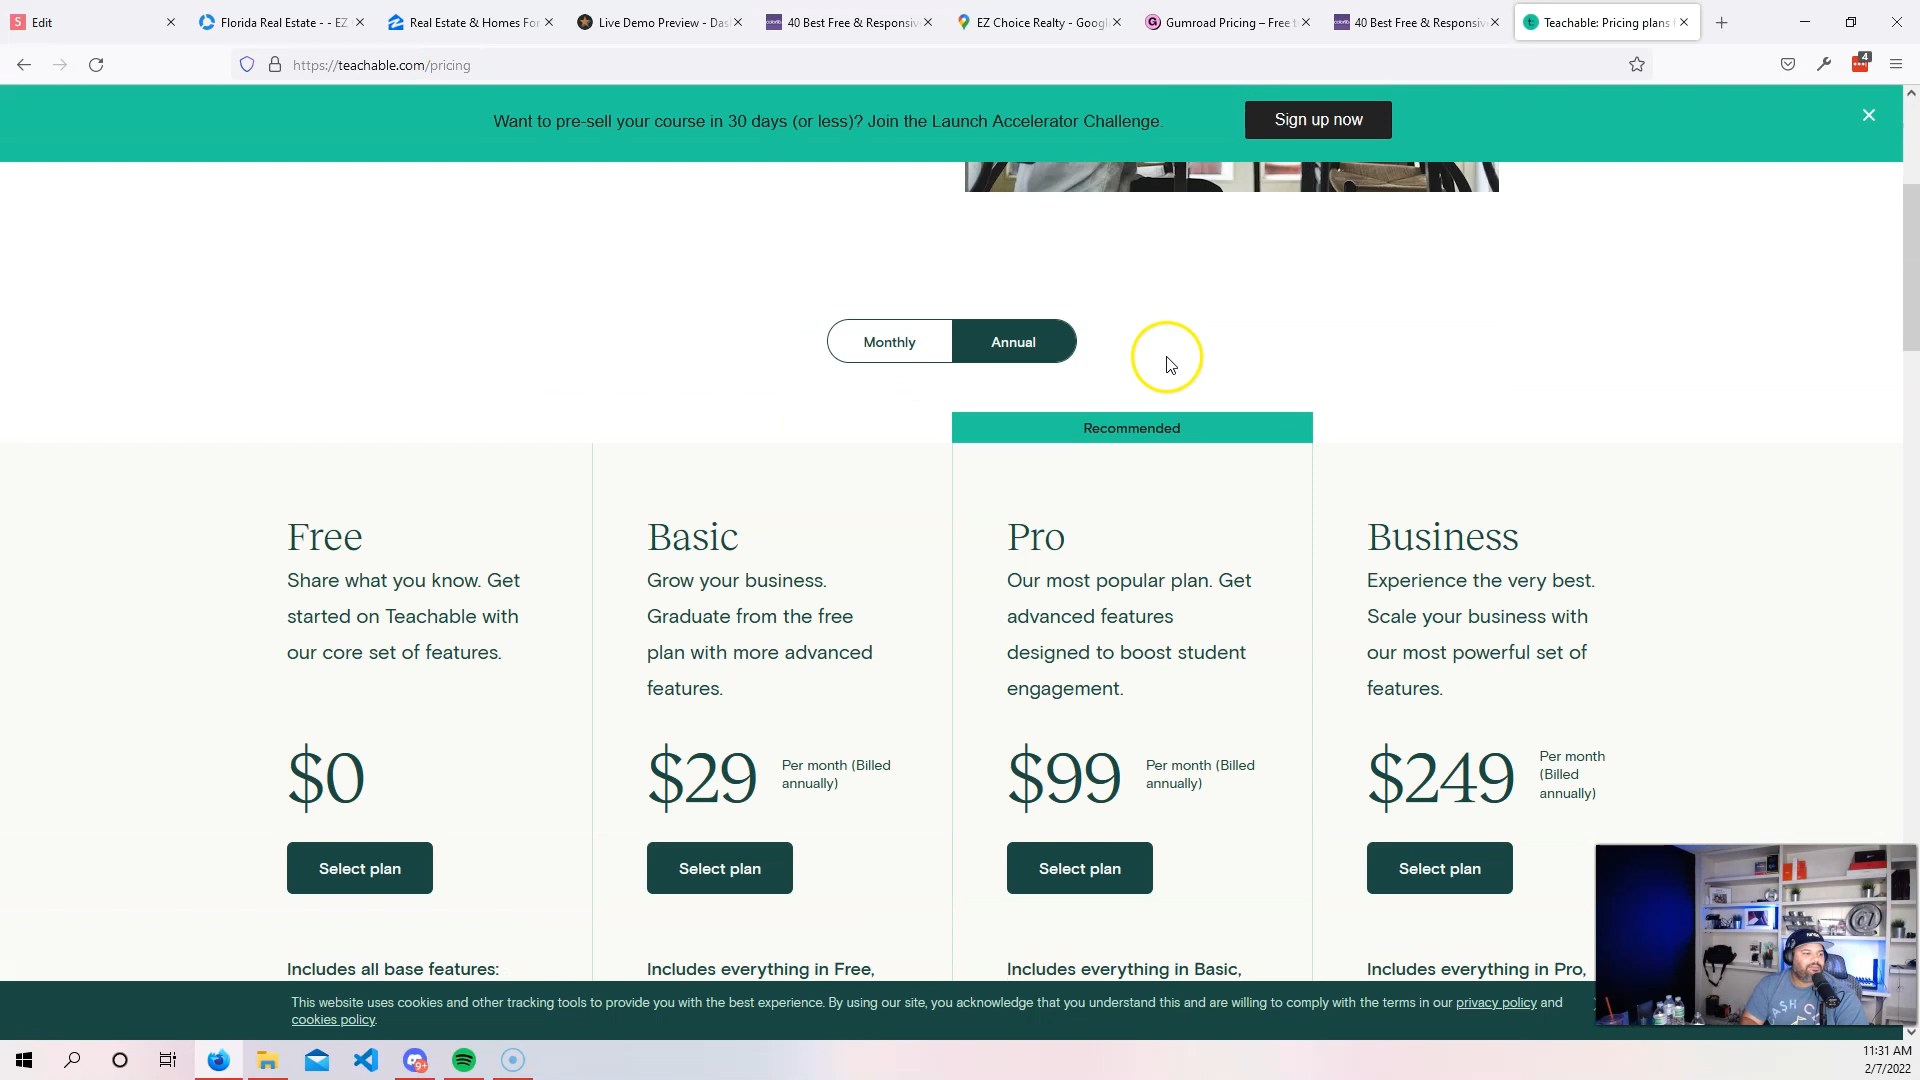 Edit
Florida Real Estate - - EZ
Real Estate & Homes For
Live Demo Preview - Das
40 Best Free & Responsiv
EZ Choice Realty - Googl
Gumroad Pricing – Free t
40 Best Free & Responsiv
Teachable: Pricing plans f
https://teachable.com/pricing
4
Want to pre-sell your course in 30 days (or less)? Join the Launch Accelerator Challenge.
Sign up now
Monthly
Annual
Recommended
Free
Share what you know. Get
started on Teachable with
our core set of features.
$0
Select plan
Includes all base features:
Basic
Grow your business.
Graduate from the free
plan with more advanced
features.
$29
Per month (Billed
annually)
Select plan
Includes everything in Free,
Pro
Our most popular plan. Get
advanced features
designed to boost student
engagement.
$99
Per month (Billed
annually)
Select plan
Includes everything in Basic,
Business
Experience the very best.
Scale your business with
our most powerful set of
features.
$249
Per month
(Billed
annually)
Select plan
Includes everything in Pro,
This website uses cookies and other tracking tools to provide you with the best experience. By using our site, you acknowledge that you understand this and are willing to comply with the terms in our privacy policy and
cookies policy.
9+
11:31 AM
2/7/2022